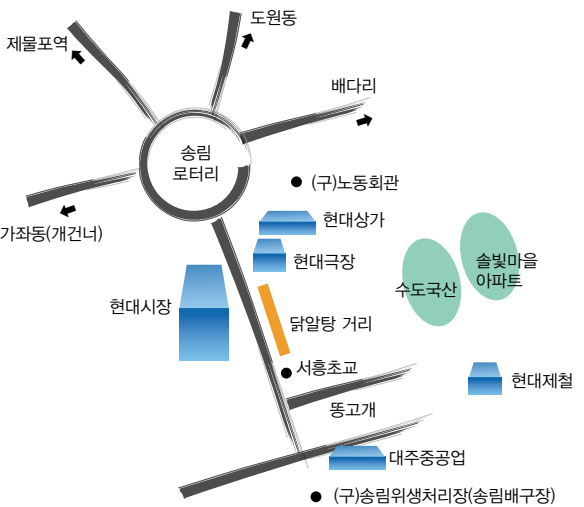 도원동
제물포역
배다리
송림
로터리
(구)노동회관
현대상가
가좌동(개건너)
현대극장
솔빛마을
아파트
수도국산
현대시장
닭알탕 거리
서흥초교
현대제철
똥고개
대주중공업
(구)송림위생처리장(송림배구장)